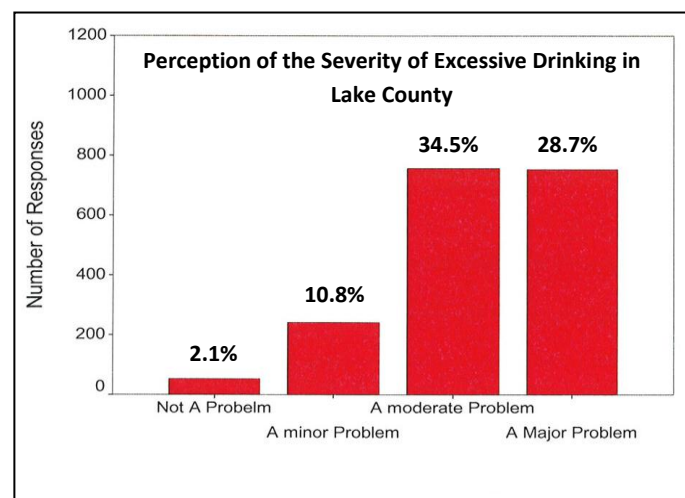 Perception of the Severity of Excessive Drinking in
Lake County
Number of Responses
1200
1000
800
600
400
200
0
2.1%
10.8%
34.5%
28.7%
Not A Probelm
A minor Problem
A moderate Problem
A Major Problem